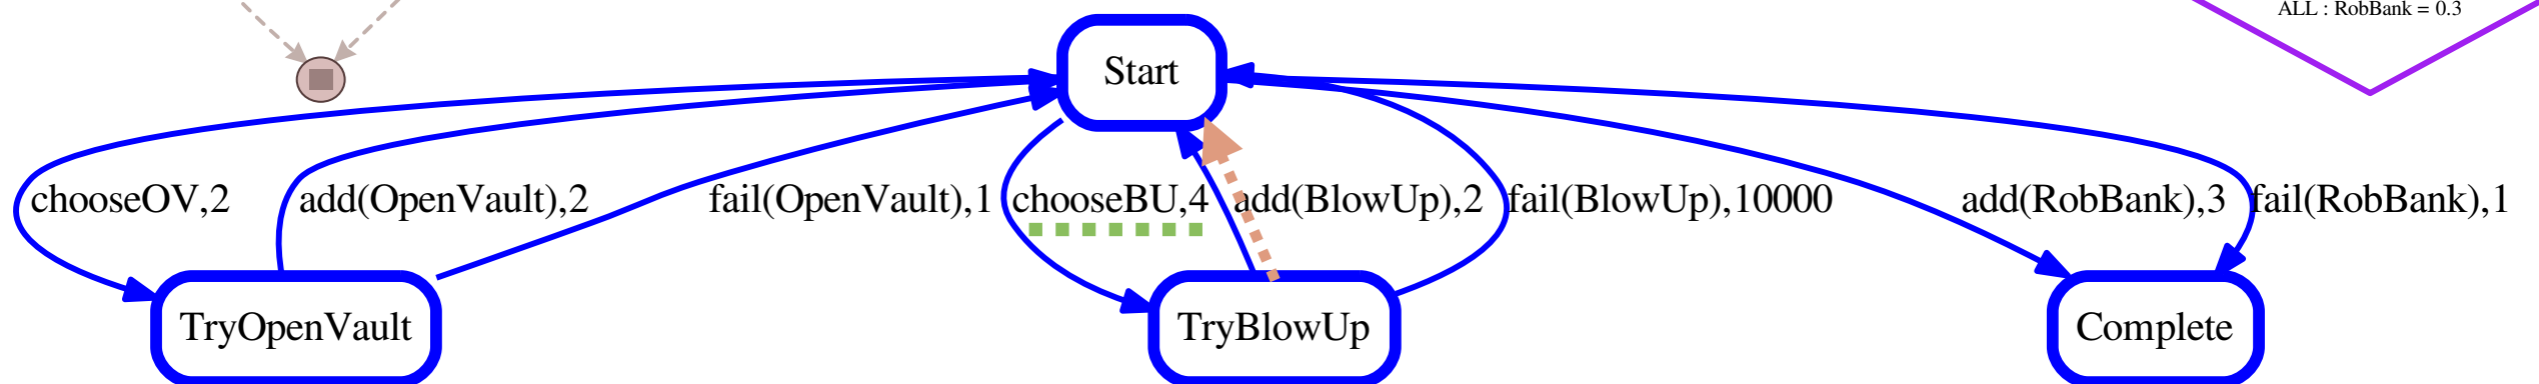 ALL : RobBank = 0.3
Start
chooseOV,2
add(OpenVault),2
fail(OpenVault),1
chooseBU,4
add(BlowUp),2
fail(BlowUp),10000
add(RobBank),3
fail(RobBank),1
TryOpenVault
TryBlowUp
Complete